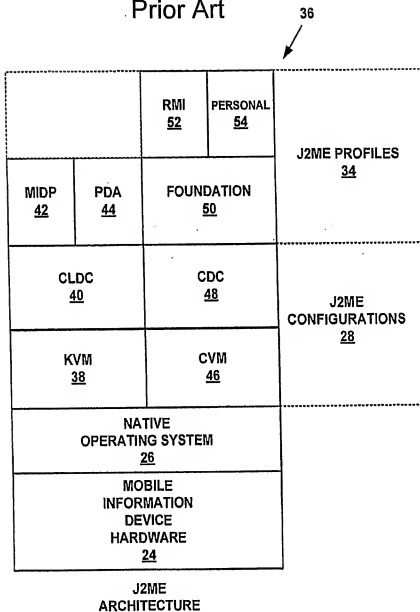 Prior Art
36
RMI
52
PERSONAL
54
J2ME PROFILES
34
MIDP
42
PDA
44
FOUNDATION
50
CLDC
40
CDC
48
J2ME
CONFIGURATIONS
28
KVM
38
CVM
46
NATIVE
OPERATING SYSTEM
26
MOBILE
INFORMATION
DEVICE
HARDWARE
24
J2ME
ARCHITECTURE